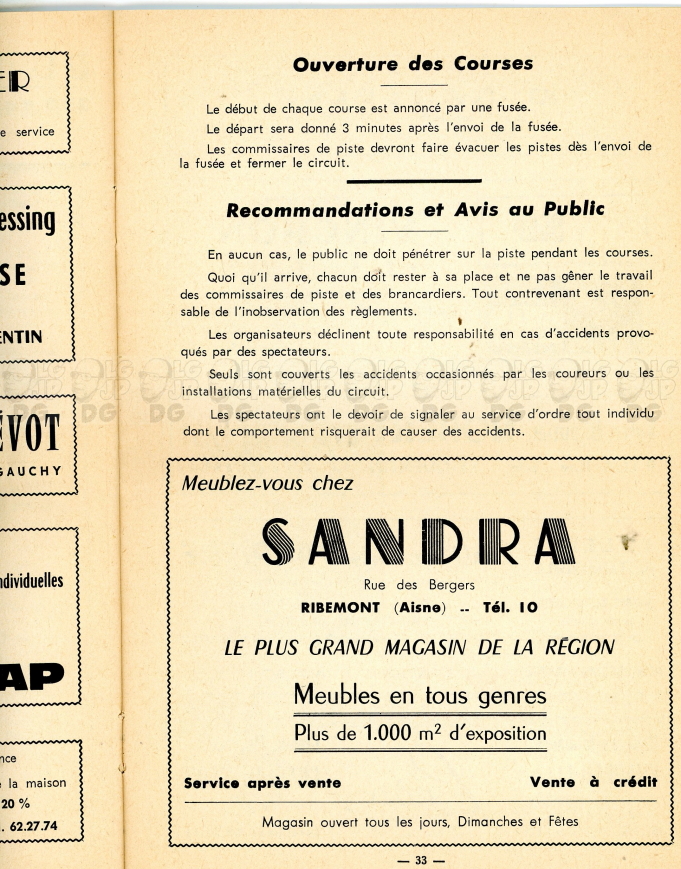 ER
e service
essing
SE
ENTIN
ÉVOT
GAUCHY
ndividuelles
AP
nce
la maison
20 %
. 62.27.74
Ouverture des Courses
Le début de chaque course est annoncé par une fusée.
Le départ sera donné 3 minutes après l'envoi de la fusée.
Les commissaires de piste devront faire évacuer les pistes dès l'envoi de
la fusée et fermer le circuit.
Recommandations et Avis au Public
En aucun cas, le public ne doit pénétrer sur la piste pendant les courses.
Quoi qu'il arrive, chacun doit rester à sa place et ne pas gêner le travail
des commissaires de piste et des brancardiers. Tout contrevenant est respon-
sable de l'inobservation des règlements.
Les organisateurs déclinent toute responsabilité en cas d'accidents provo-
qués par des spectateurs.
Seuls sont couverts les accidents occasionnés par les coureurs ou les
installations matérielles du circuit.
Les spectateurs ont le devoir de signaler au service d'ordre tout individu
dont le comportement risquerait de causer des accidents.
Meublez-vous chez
SANDRA
Rue des Bergers
RIBEMONT (Aisne) -- Tél. 10
LE PLUS GRAND MAGASIN DE LA RÉGION
Meubles en tous genres
Plus de 1.000 m² d'exposition
Service après vente Vente à crédit
Magasin ouvert tous les jours, Dimanches et Fêtes
— 33 —